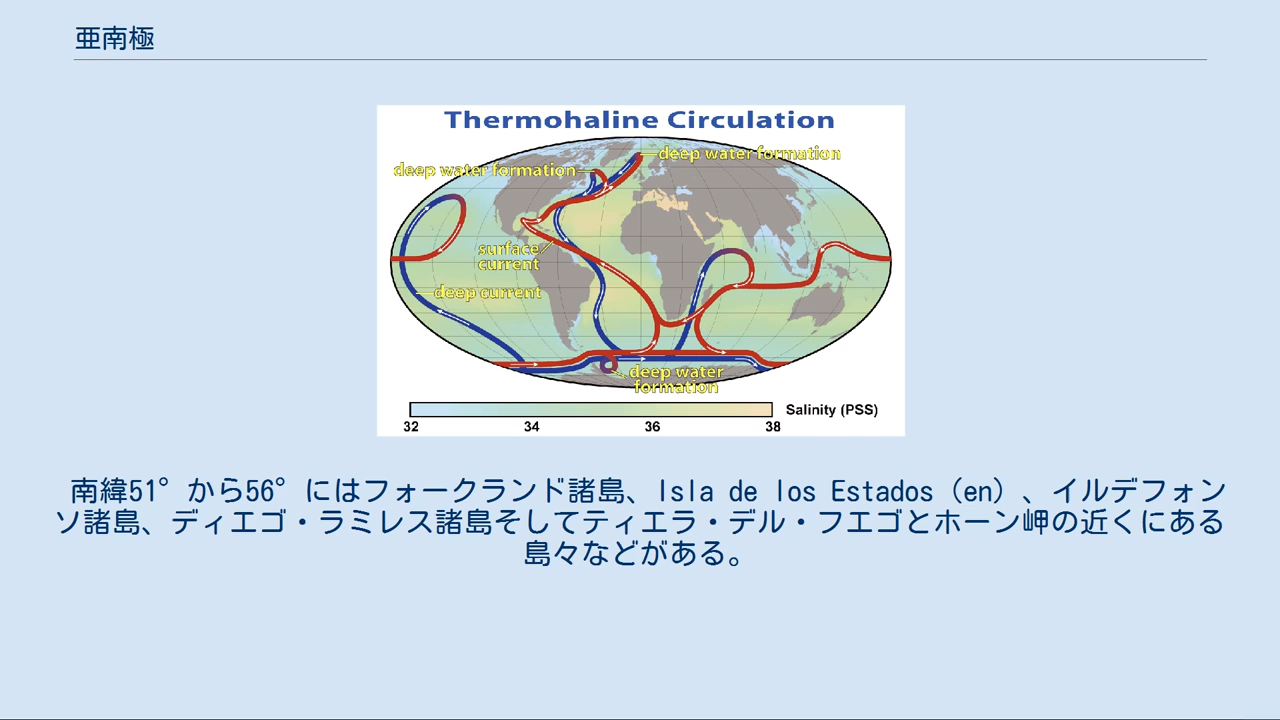 亜南極
Thermohaline Circulation
deep water formation
deep water formation
surface
current
deep current
deep water
formation
Salinity (PSS)
32 34 36 38
南緯51°から56°にはフォークランド諸島、Isla de los Estados（en）、イルデフォン
ソ諸島、ディエゴ・ラミレス諸島そしてティエラ・デル・フエゴとホーン岬の近くにある
島々などがある。